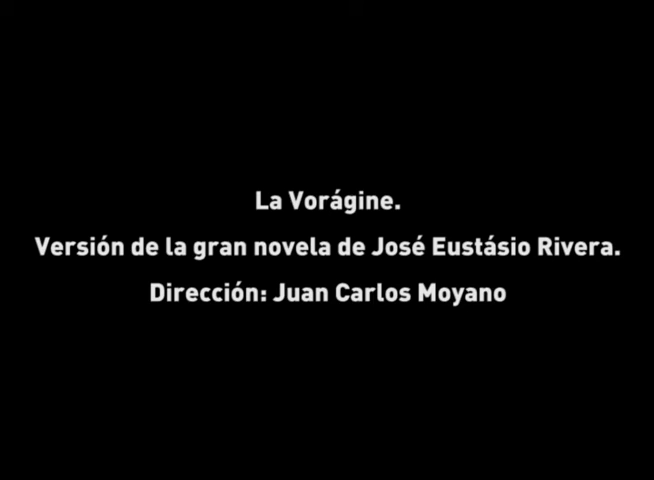 La Vorágine.
Versión de la gran novela de José Eustásio Rivera.
Dirección: Juan Carlos Moyano